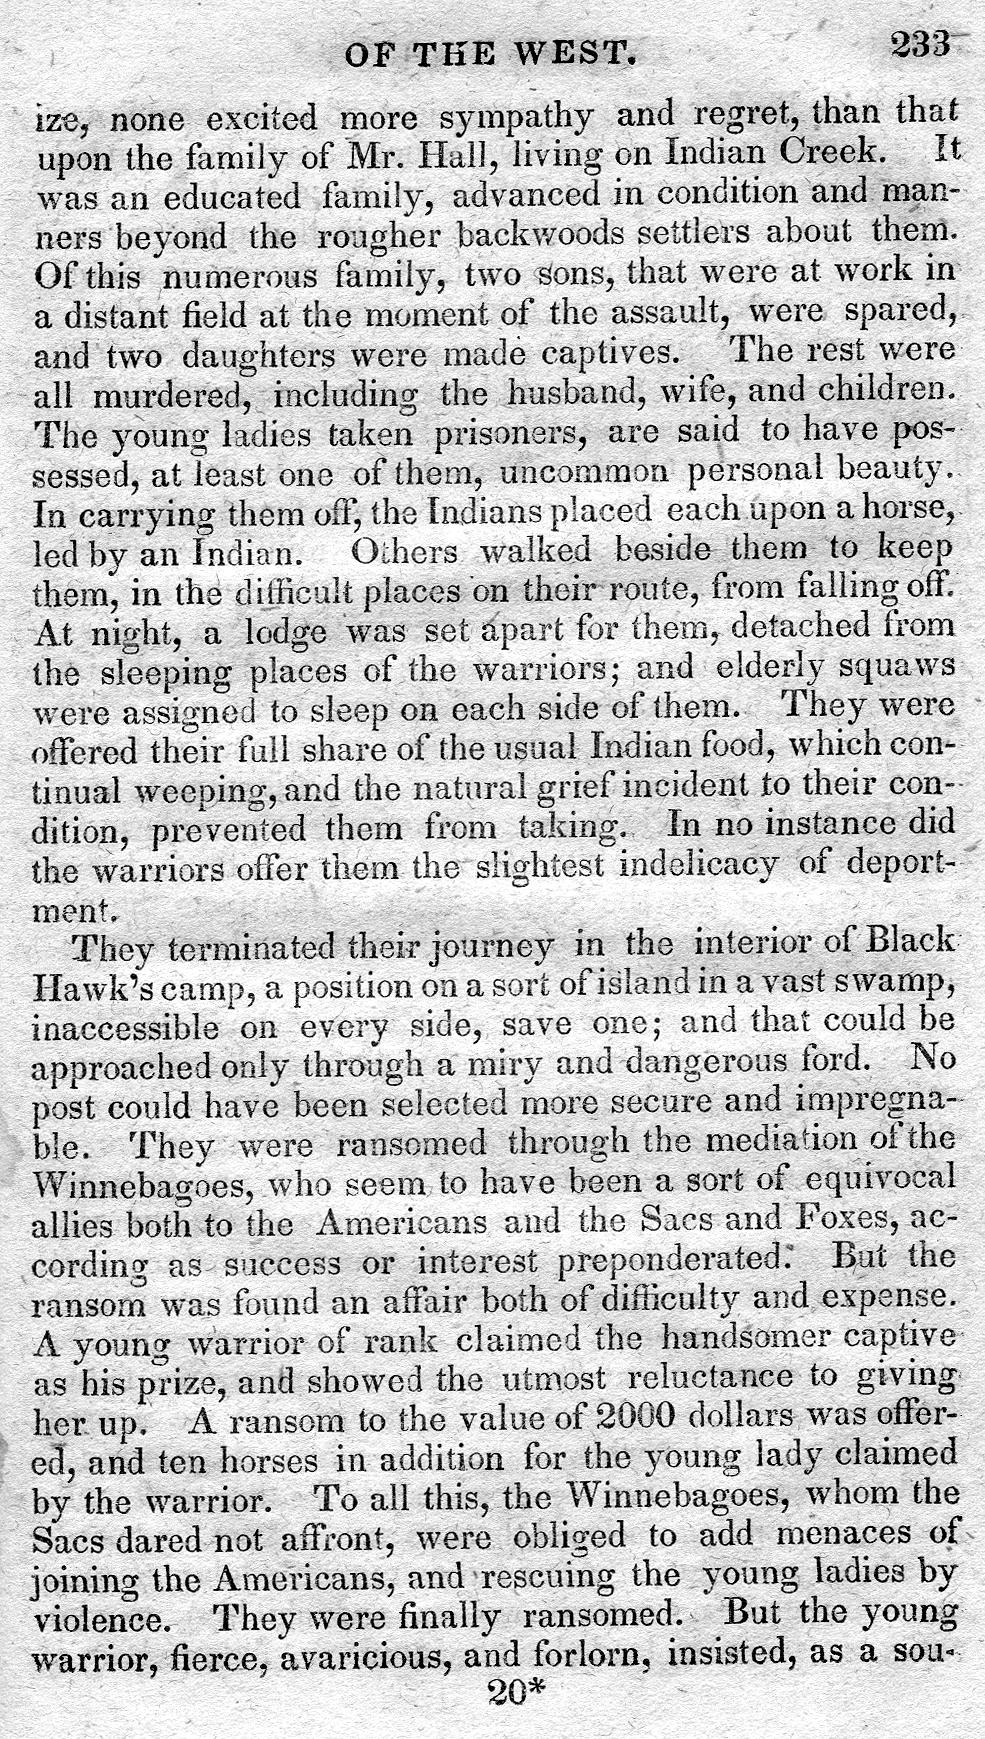 OF THE WEST. 233
ize, none excited more sympathy and regret, than that
upon the family of Mr. Hall, living on Indian Creek. It
was an educated family, advanced in condition and man-
ners beyond the rougher backwoods settlers about them.
Of this numerous family, two sons, that were at work in
a distant field at the moment of the assault, were spared,
and two daughters were made captives. The rest were
all murdered, including the husband, wife, and children.
The young ladies taken prisoners, are said to have pos-
sessed, at least one of them, uncommon personal beauty.
In carrying them off, the Indians placed each upon a horse,
led by an Indian. Others walked beside them to keep
them, in the difficult places on their route, from falling off.
At night, a lodge was set apart for them, detached from
the sleeping places of the warriors; and elderly squaws
were assigned to sleep on each side of them. They were
offered their full share of the usual Indian food, which con-
tinual weeping, and the natural grief incident to their con-
dition, prevented them from taking. In no instance did
the warriors offer them the slightest indelicacy of deport-
ment.
They terminated their journey in the interior of Black
Hawk's camp, a position on a sort of island in a vast swamp,
inaccessible on every side, save one; and that could be
approached only through a miry and dangerous ford. No
post could have been selected more secure and impregna-
ble. They were ransomed through the mediation of the
Winnebagoes, who seem to have been a sort of equivocal
allies both to the Americans and the Sacs and Foxes, ac-
cording as success or interest preponderated. But the
ransom was found an affair both of difficulty and expense.
A young warrior of rank claimed the handsomer captive
as his prize, and showed the utmost reluctance to giving
her up. A ransom to the value of 2000 dollars was offer-
ed, and ten horses in addition for the young lady claimed
by the warrior. To all this, the Winnebagoes, whom the
Sacs dared not affront, were obliged to add menaces of
joining the Americans, and rescuing the young ladies by
violence. They were finally ransomed. But the young
warrior, fierce, avaricious, and forlorn, insisted, as a sou-
20*